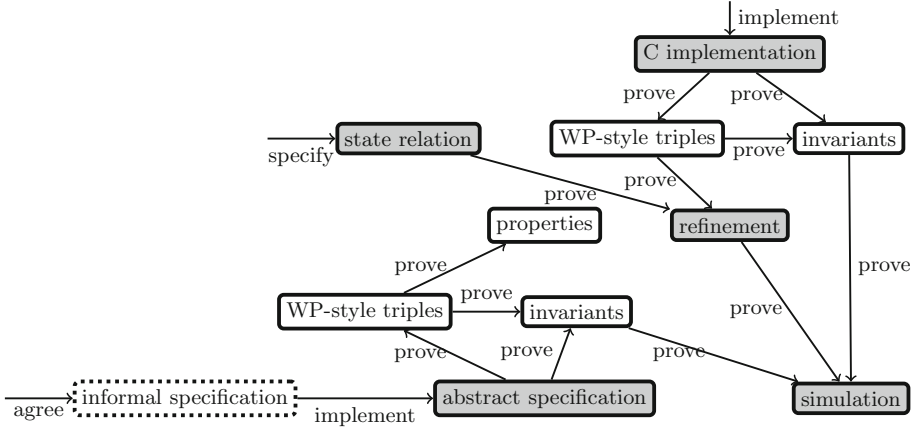 implement
C implementation
prove
prove
state relation
WP-style triples
invariants
specify
prove
prove
prove
properties
refinement
prove
prove
prove
WP-style triples
invariants
prove
prove
prove
prove
informal specification
abstract specification
simulation
agree
implement